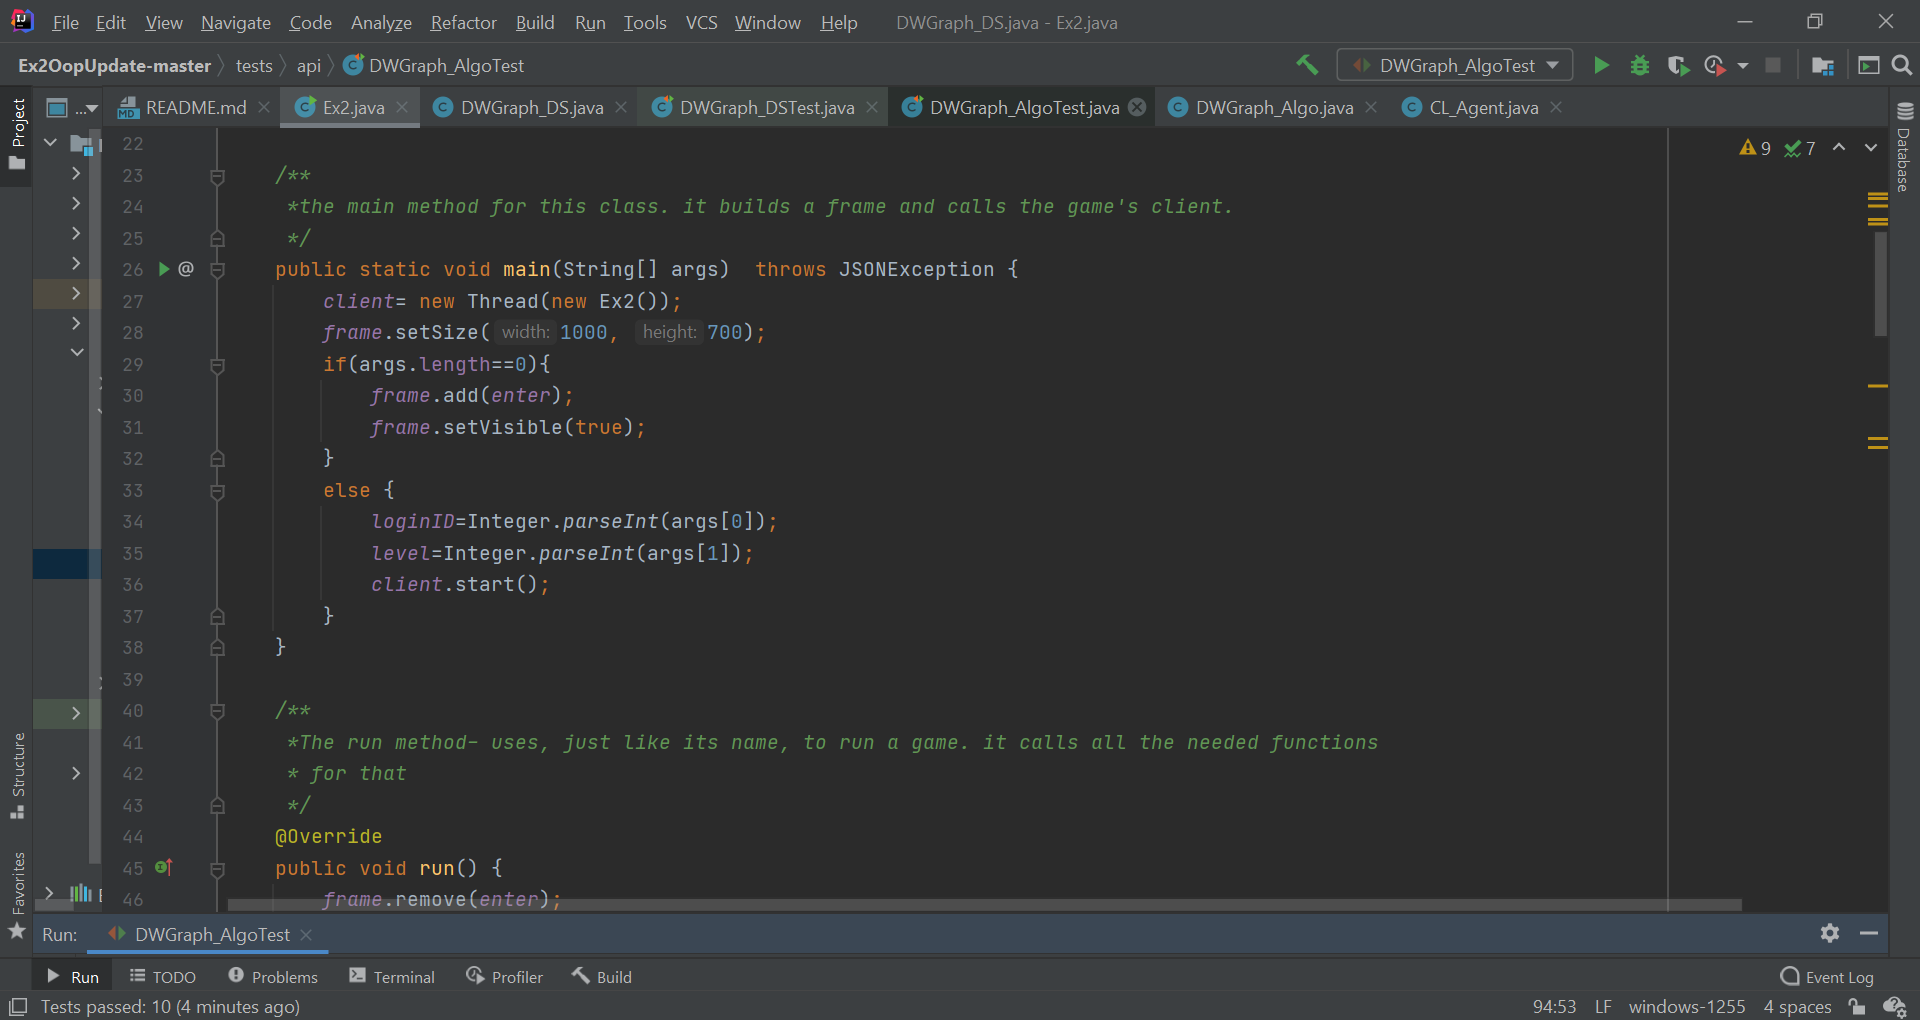 File Edit View Navigate Code Analyze Refactor Build Run Tools VCS Window Help DWGraph_DS.java - Ex2.java
Ex2OopUpdate-master tests api DWGraph_AlgoTest
DWGraph_AlgoTest
Project
... README.md Ex2.java DWGraph_DS.java DWGraph_DSTest.java DWGraph_AlgoTest.java DWGraph_Algo.java CL_Agent.java
Database
9 7
22
23 /**
24 *the main method for this class. it builds a frame and calls the game's client.
25 */
26 @ public static void main(String[] args)  throws JSONException {
27 client= new Thread(new Ex2());
28 frame.setSize( width: 1000, height: 700);
29 if(args.length==0){
30 frame.add(enter);
31 frame.setVisible(true);
32 }
33 else {
34 loginID=Integer.parseInt(args[0]);
35 level=Integer.parseInt(args[1]);
36 client.start();
37 }
38 }
39
40 /**
41 *The run method- uses, just like its name, to run a game. it calls all the needed functions
42 * for that
43 */
44 @Override
45 public void run() {
46 frame.remove(enter);
Structure
Favorites
Run: DWGraph_AlgoTest
Run TODO Problems Terminal Profiler Build Event Log
Tests passed: 10 (4 minutes ago) 94:53 LF windows-1255 4 spaces